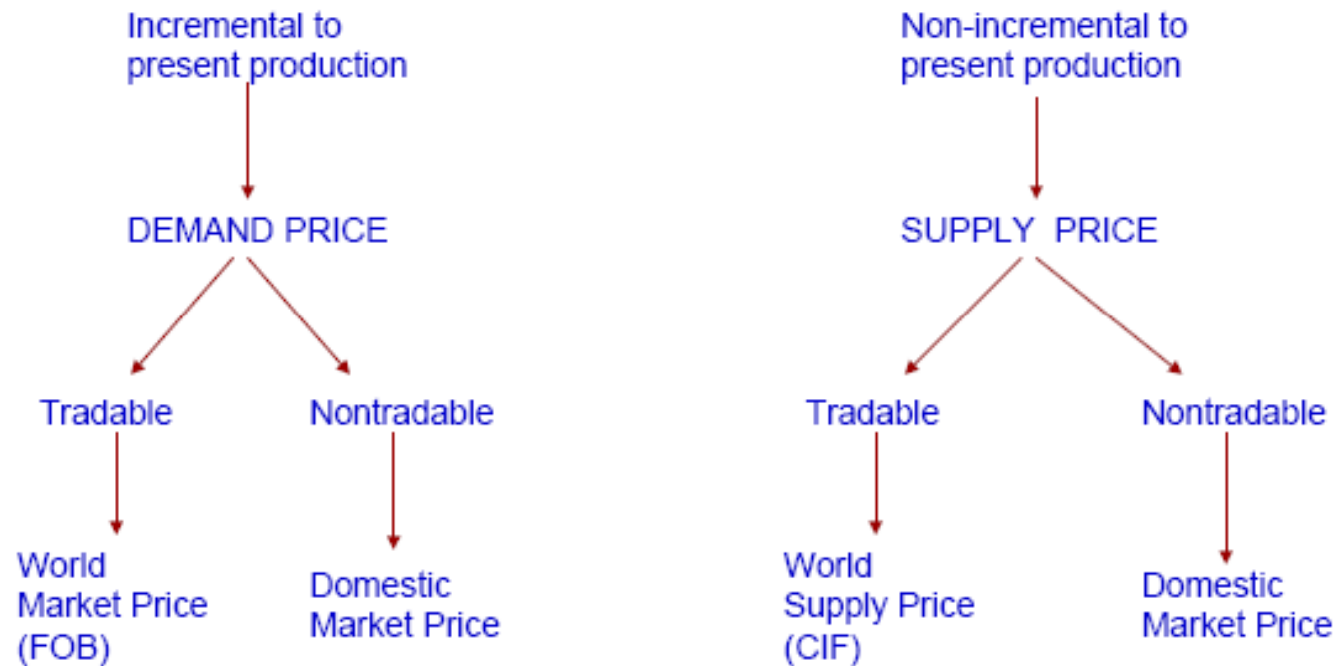 Incremental to
present production
Non-incremental to
present production
DEMAND PRICE
SUPPLY PRICE
Tradable
Nontradable
Tradable
Nontradable
World
Market Price
(FOB)
Domestic
Market Price
World
Supply Price
(CIF)
Domestic
Market Price